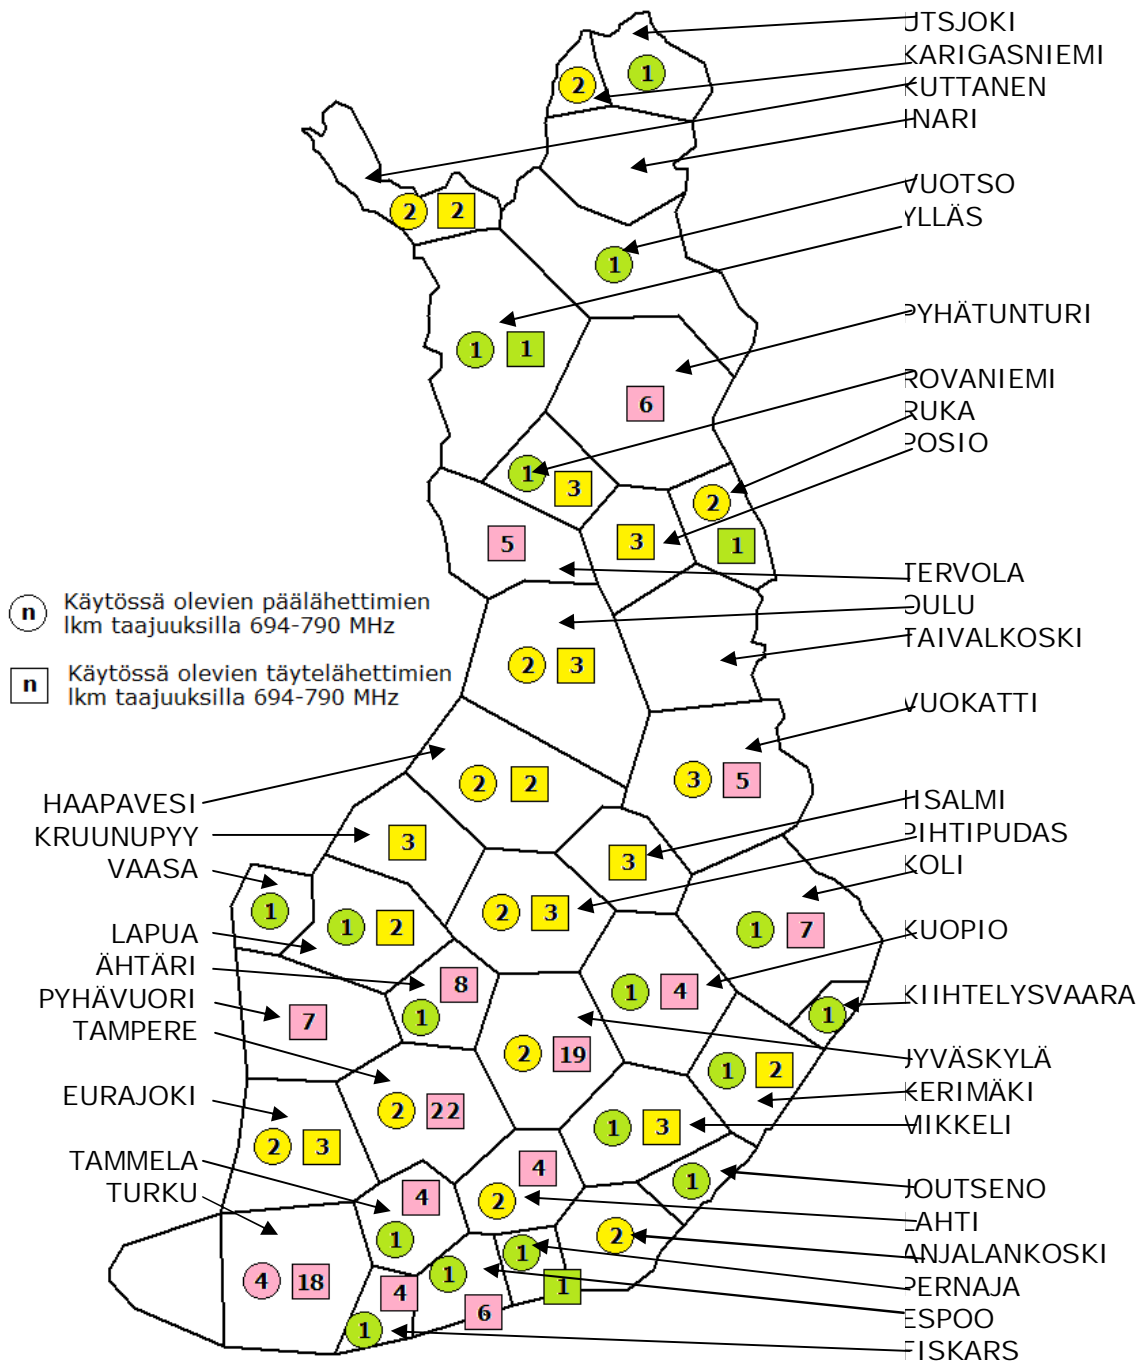 UTSJOKI
KARIGASNIEMI
1
2
KUTTANEN
INARI
VUOTSO
2 2
YLLÄS
1
PYHÄTUNTURI
1 1
ROVANIEMI
6
RUKA
POSIO
1 3
2
5
3
1
TERVOLA
n Käytössä olevien päälähettimien
lkm taajuuksilla 694-790 MHz
OULU
TAIVALKOSKI
2 3
n Käytössä olevien täytelähettimien
lkm taajuuksilla 694-790 MHz
VUOKATTI
2 2
3 5
HAAPAVESI
IISALMI
KRUUNUPYY
PIHTIPUDAS
3
3
VAASA
KOLI
1
1 2
2 3
1 7
LAPUA
KUOPIO
ÄHTÄRI
8
1 4
PYHÄVUORI
KIIHTELYSVAARA
7
1
1
TAMPERE
2 19
JYVÄSKYLÄ
1 2
EURAJOKI
KERIMÄKI
2 22
MIKKELI
1 3
2 3
TAMMELA
4
1
JOUTSENO
TURKU
4
2
LAHTI
1
2
ANJALANKOSKI
1
4 18
4
1
1
PERNAJA
6
ESPOO
1
FISKARS